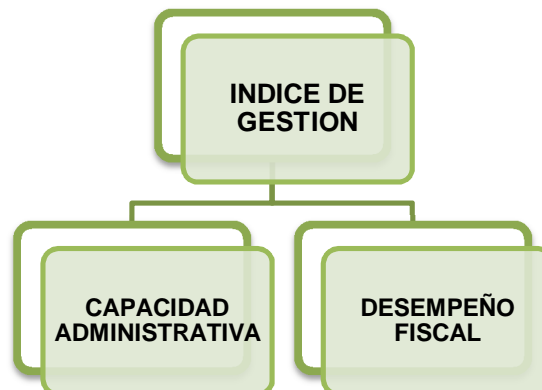 INDICE DE
GESTION
CAPACIDAD
ADMINISTRATIVA
DESEMPEÑO
FISCAL